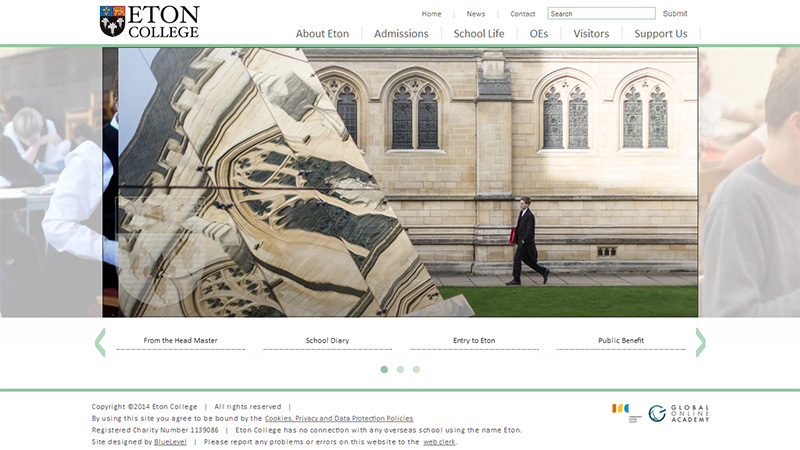 ETON
COLLEGE
Home | News | Contact Search Submit
About Eton Admissions School Life OEs Visitors Support Us
From the Head Master School Diary Entry to Eton Public Benefit
Copyright ©2014 Eton College | All rights reserved |
By using this site you agree to be bound by the Cookies, Privacy and Data Protection Policies
Registered Charity Number 1139086 | Eton College has no connection with any overseas school using the name Eton.
Site designed by BlueLevel | Please report any problems or errors on this website to the web clerk.
GLOBAL
ONLINE
ACADEMY